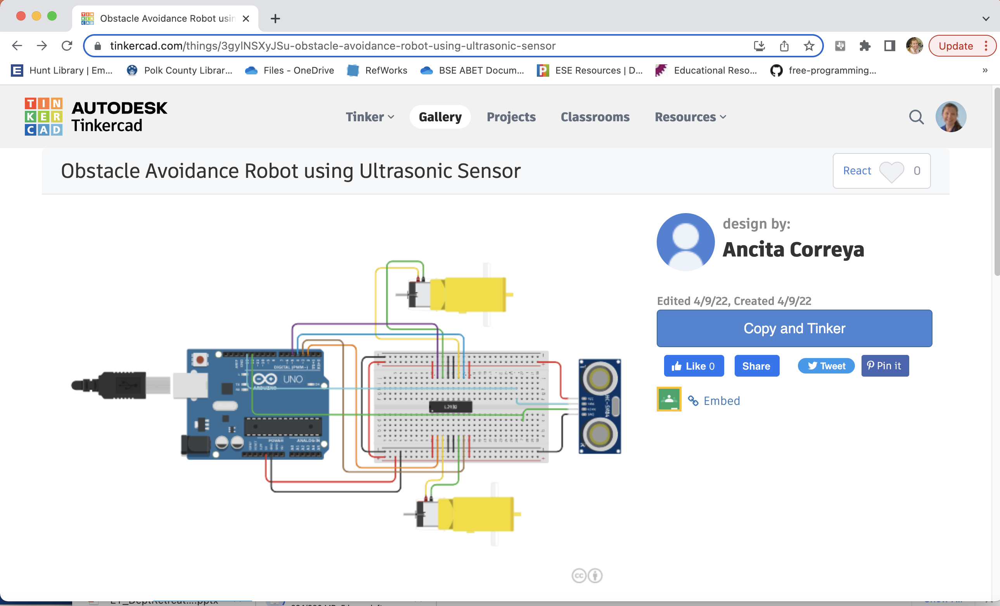 Obstacle Avoidance Robot usin
tinkercad.com/things/3gylNSXyJSu-obstacle-avoidance-robot-using-ultrasonic-sensor
Update
Hunt Library | Em...
Polk County Librar...
Files - OneDrive
RefWorks
BSE ABET Docum...
ESE Resources | D...
Educational Reso...
free-programming...
»
TIN
KER
CAD
AUTODESK
Tinkercad
Tinker
Gallery
Projects
Classrooms
Resources
Obstacle Avoidance Robot using Ultrasonic Sensor
React 0
design by:
Ancita Correya
Edited 4/9/22, Created 4/9/22
Copy and Tinker
Like 0
Share
Tweet
Pin it
Embed
DIGITAL (PWM~)
UNO
ARDUINO
L293D
HC-SR04
POWER
ANALOG IN
cc